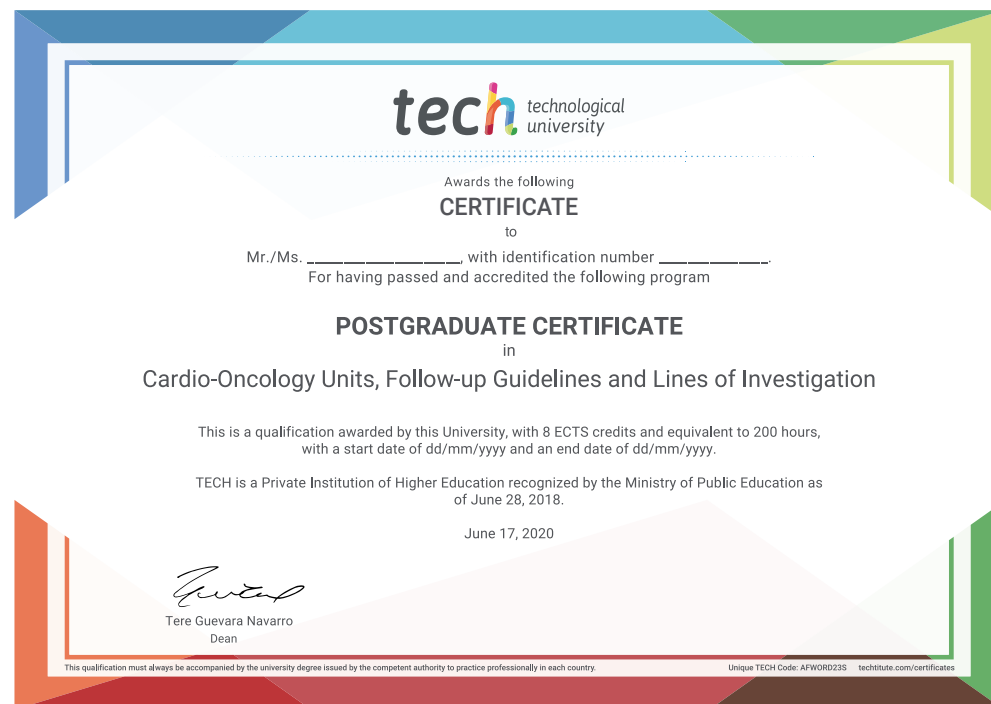 tech technological
university
Awards the following
CERTIFICATE
to
Mr./Ms. ____________________, with identification number ______________.
For having passed and accredited the following program
POSTGRADUATE CERTIFICATE
in
Cardio-Oncology Units, Follow-up Guidelines and Lines of Investigation
This is a qualification awarded by this University, with 8 ECTS credits and equivalent to 200 hours,
with a start date of dd/mm/yyyy and an end date of dd/mm/yyyy.
TECH is a Private Institution of Higher Education recognized by the Ministry of Public Education as
of June 28, 2018.
June 17, 2020
Tere Guevara Navarro
Dean
This qualification must always be accompanied by the university degree issued by the competent authority to practice professionally in each country. Unique TECH Code: AFWORD23S techtitute.com/certificates